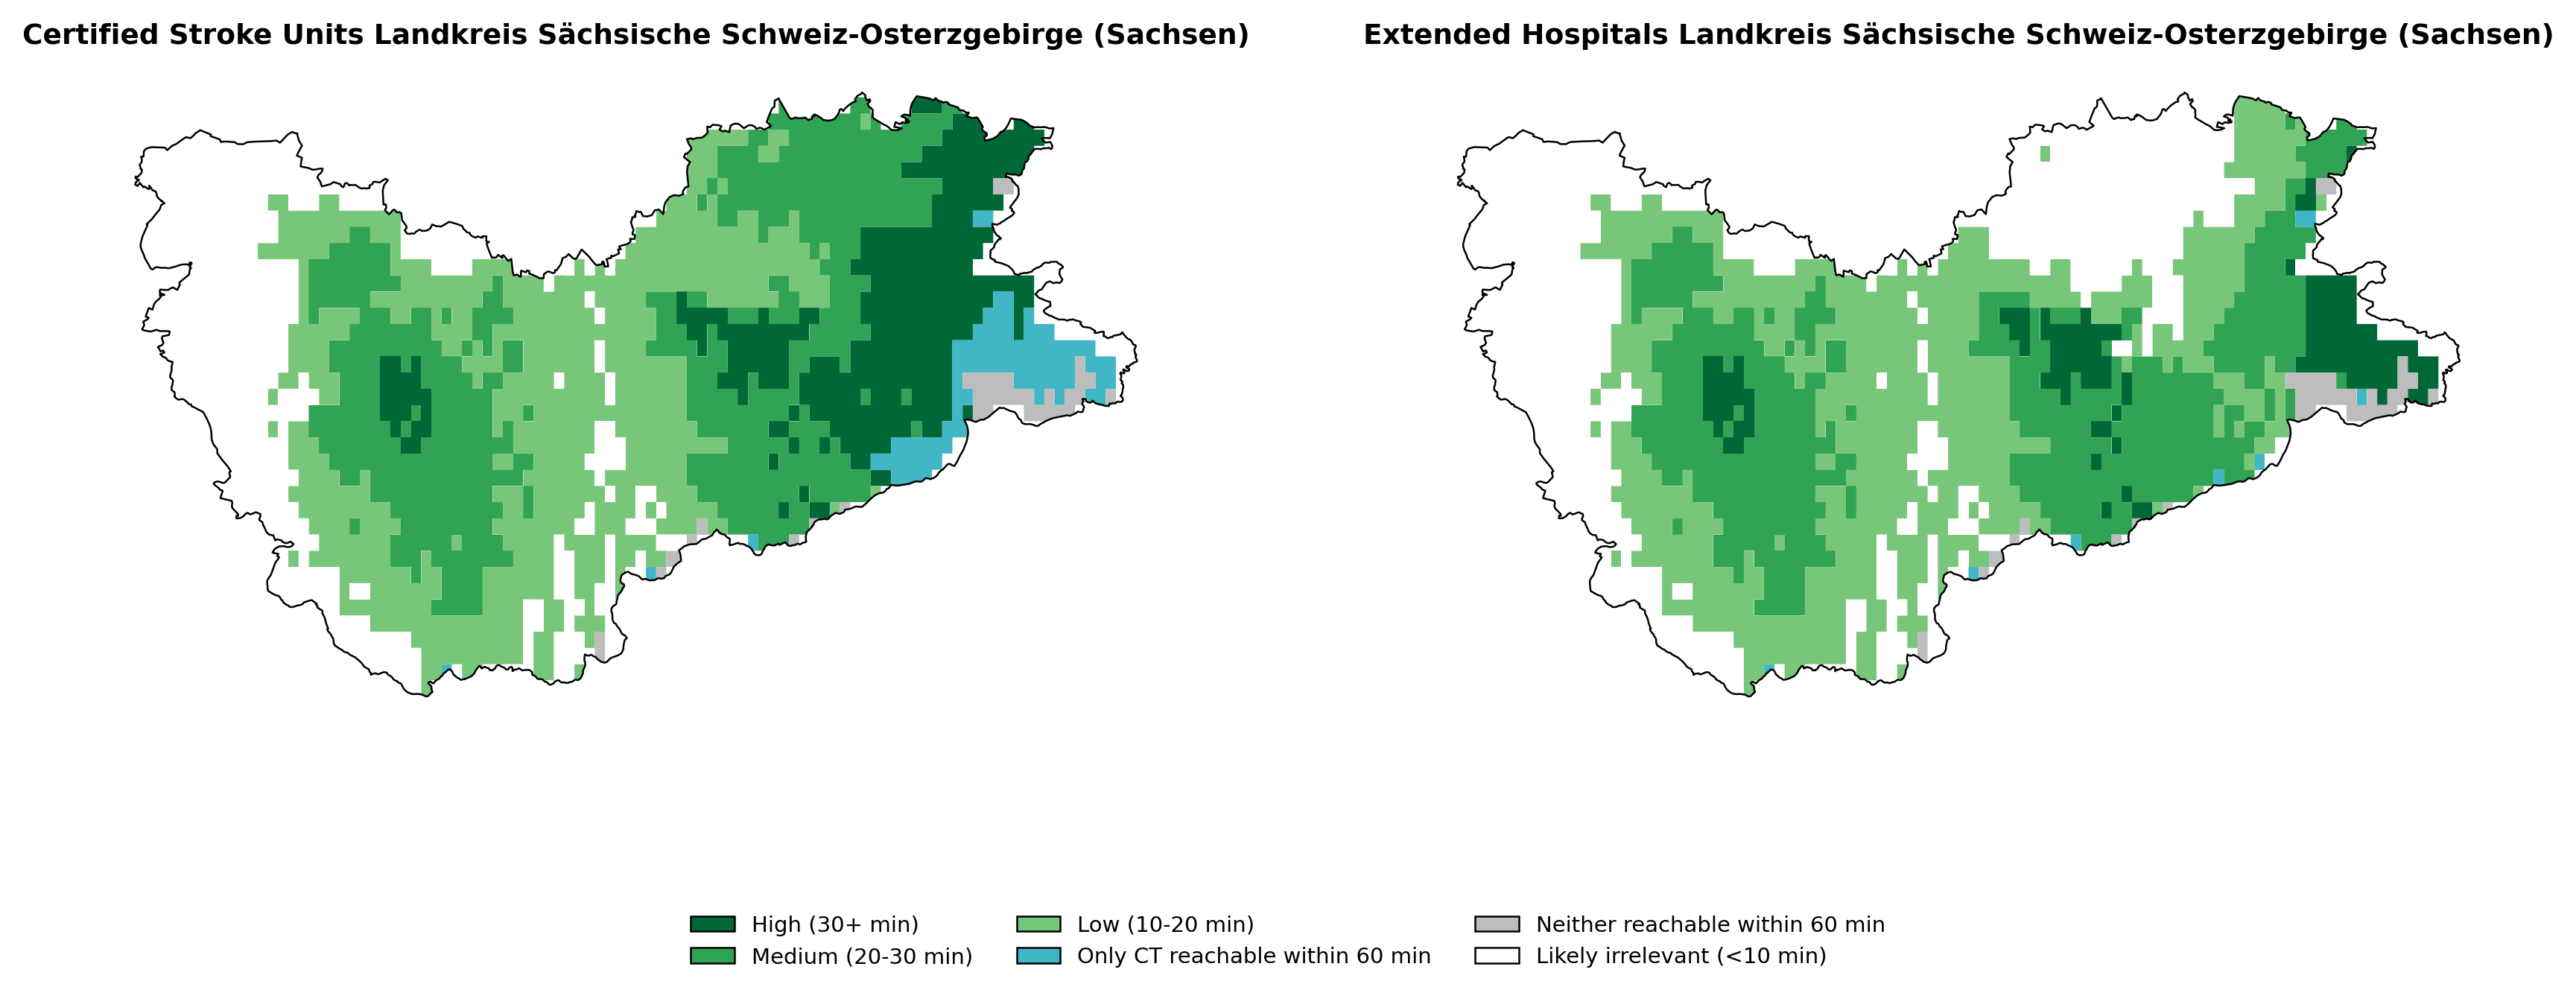 Certified Stroke Units Landkreis Sächsische Schweiz-Osterzgebirge (Sachsen)
Extended Hospitals Landkreis Sächsische Schweiz-Osterzgebirge (Sachsen)
High (30+ min)
Medium (20-30 min)
Low (10-20 min)
Only CT reachable within 60 min
Neither reachable within 60 min
Likely irrelevant (<10 min)